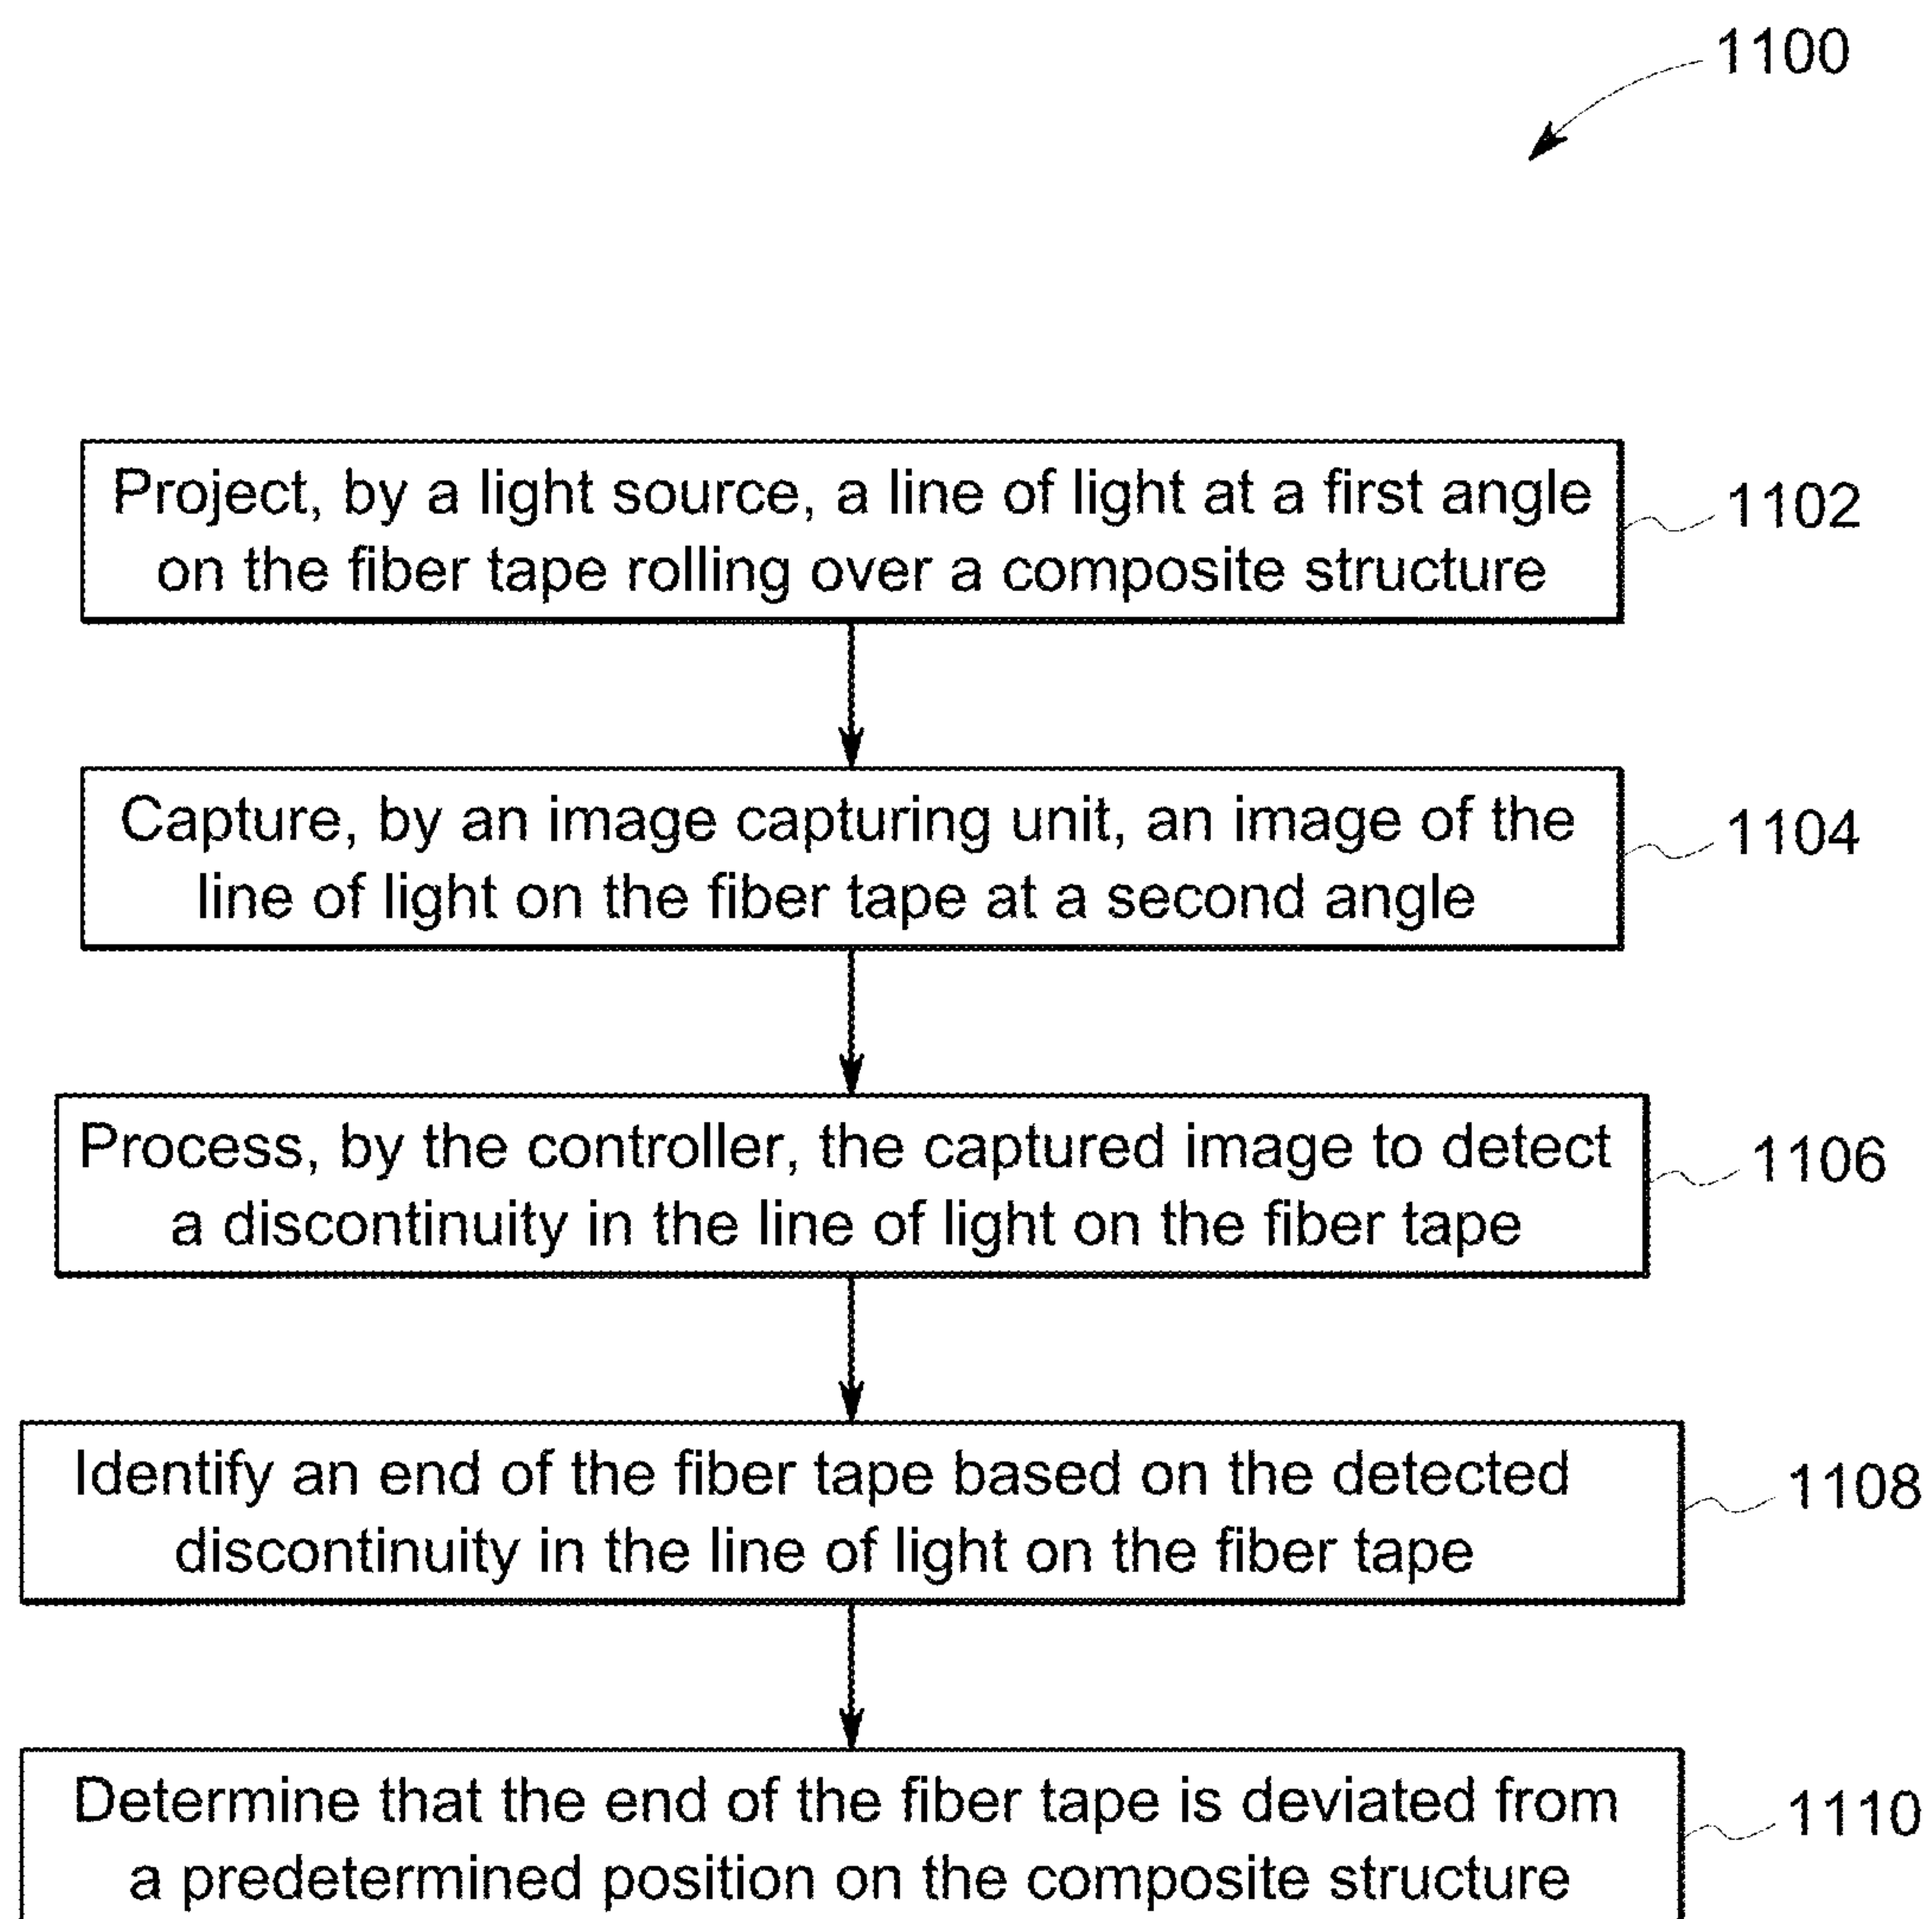 1100
Project, by a light source, a line of light at a first angle
on the fiber tape rolling over a composite structure
1102
Capture, by an image capturing unit, an image of the
line of light on the fiber tape at a second angle
1104
Process, by the controller, the captured image to detect
a discontinuity in the line of light on the fiber tape
1106
Identify an end of the fiber tape based on the detected
discontinuity in the line of light on the fiber tape
1108
Determine that the end of the fiber tape is deviated from
a predetermined position on the composite structure
1110